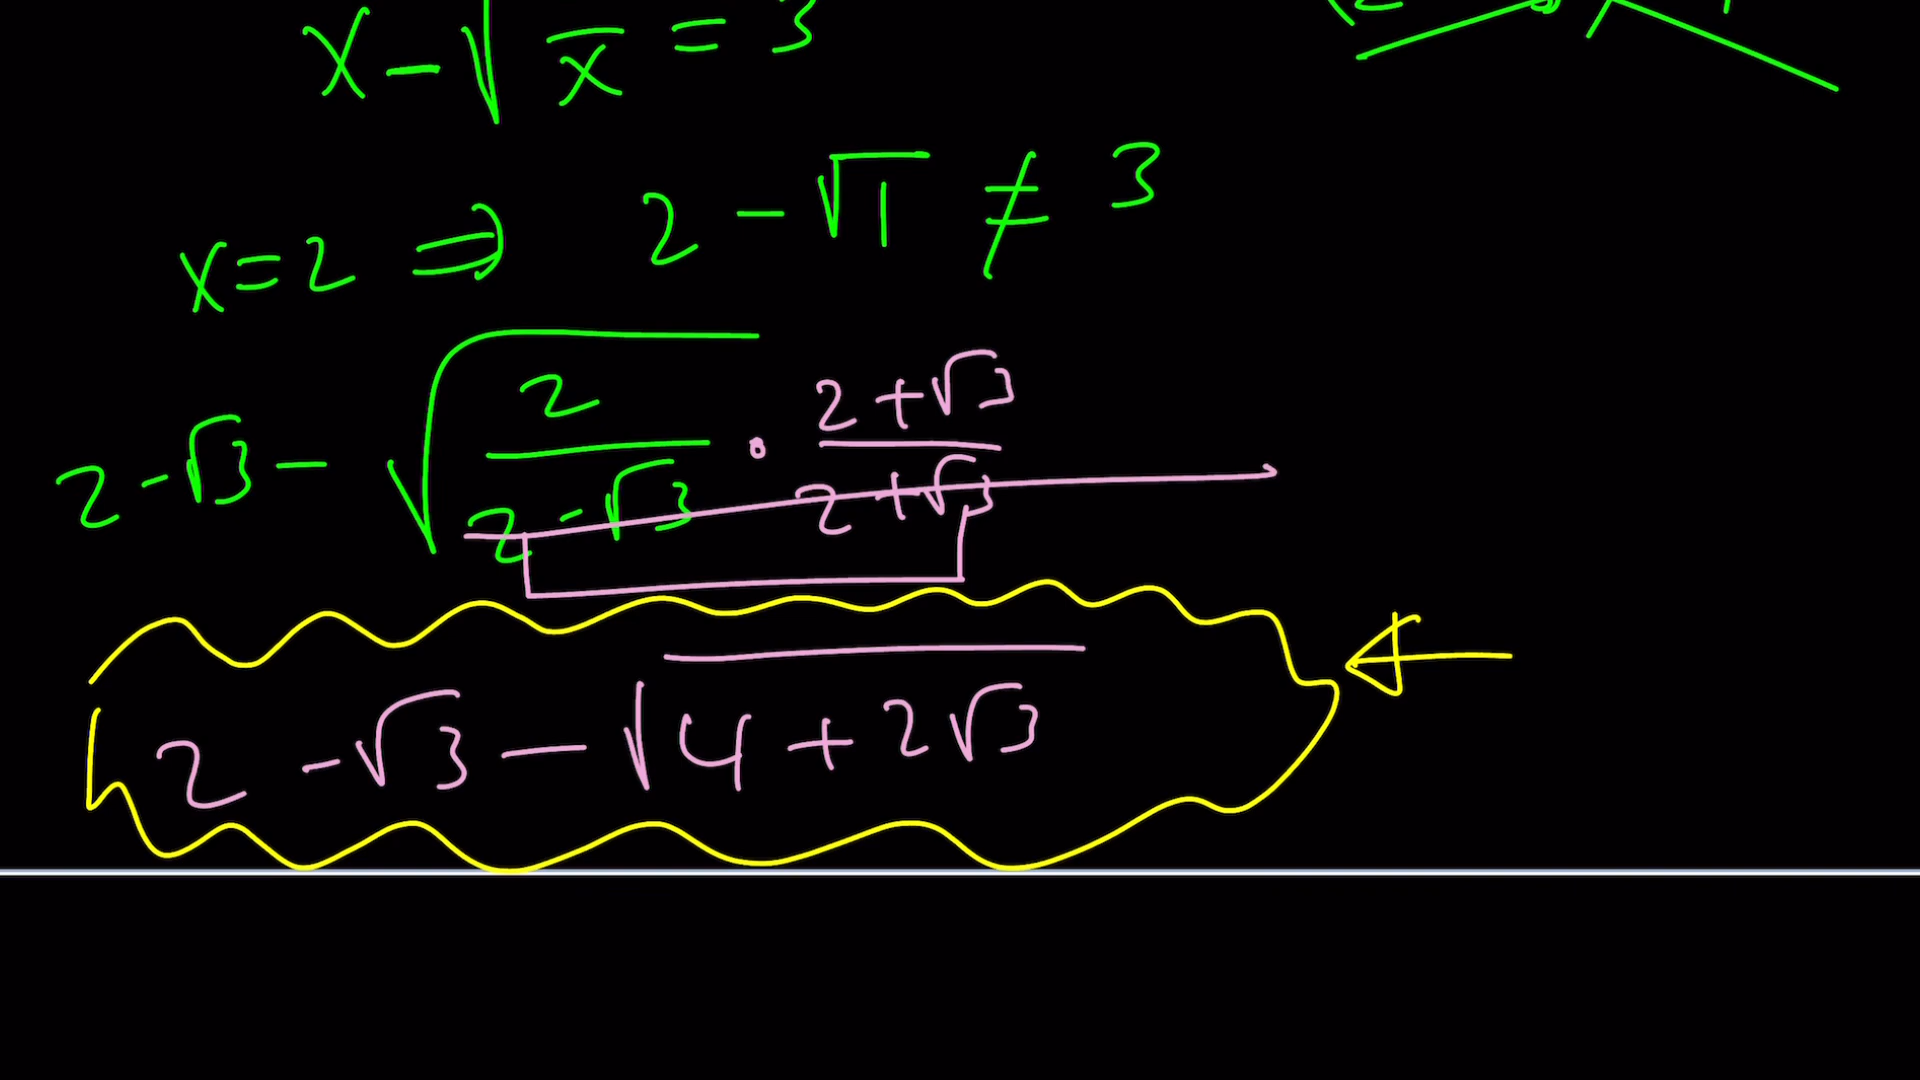 x - √ x̄ = 3
x = 2 ⇒ 2 - √1 ≠ 3
2 - √3 - √(2/(2 - √3)) · (2 + √3)/(2 + √3)
2 - √3 - √(4 + 2√3)